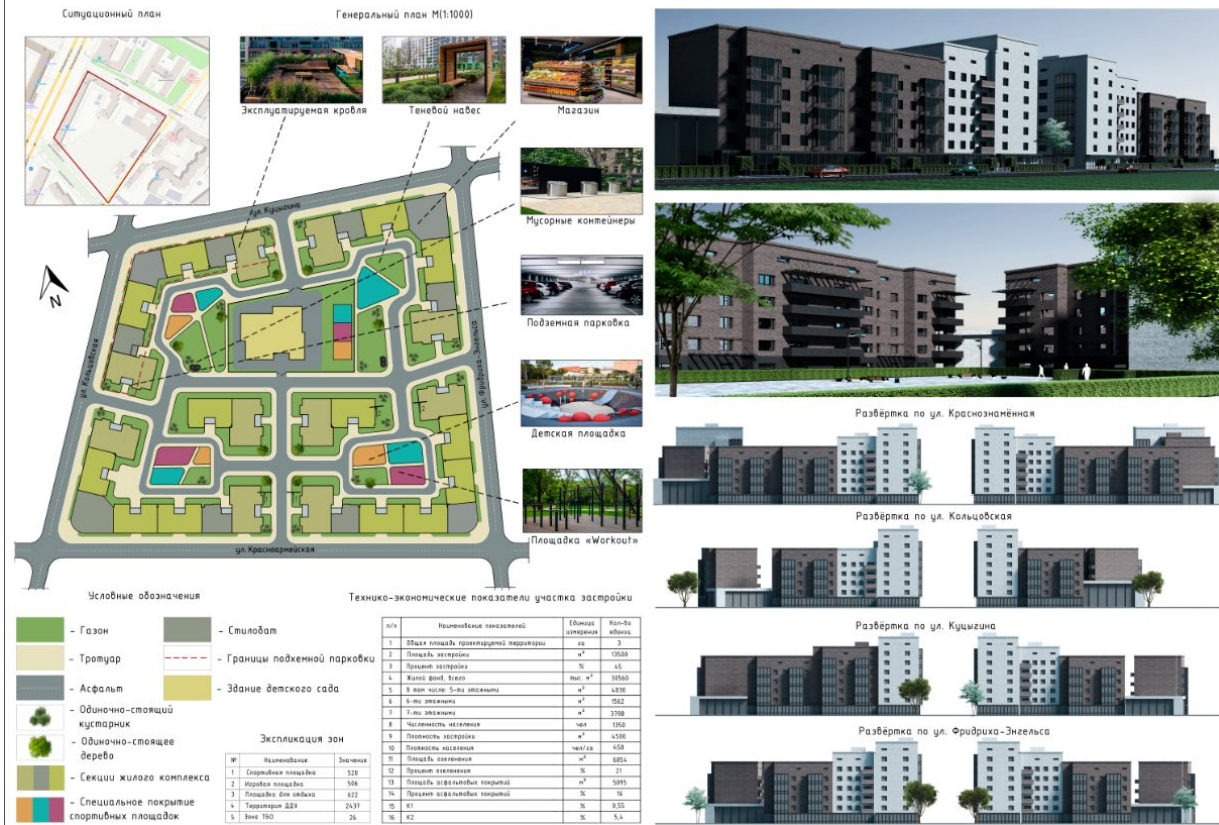 Ситуационный план
Генеральный план М(1:1000)
Эксплуатируемая кровля
Теневой навес
Магазин
Мусорные контейнеры
Подземная парковка
Детская площадка
Площадка «Workout»
ул. Куцыгина
ул. Кольцовская
ул. Фридриха-Энгельса
ул. Красноармейская
N
Условные обозначения
- Газон
- Стилобат
- Тротуар
- Границы подхемной парковки
- Асфальт
- Здание детского сада
- Одиночно-стоящий
кустарник
- Одиночно-стоящее
дерево
- Секции жилого комплекса
- Специальное покрытие
спортивных площадок
Экспликация зон
№ Наименование Значение
1 Спортивная площадка 520
2 Игровая площадка 506
3 Площадка для отдыха 622
4 Территория ДДУ 2437
5 Зона ТБО 26
Технико-экономические показатели участка застройки
п/п Наименование показателей Единица измерения Кол-во единиц
1 Общая площадь проектируемой территории га 3
2 Площадь застройки м² 13500
3 Процент застройки % 45
4 Жилой фонд, всего тыс. м² 30560
5 В том числе: 5-ти этажными м² 4830
6 6-ти этажными м² 1562
7 7-ти этажными м² 3798
8 Численность населения чел 1350
9 Плотность застройки м² 4500
10 Плотность населения чел/га 450
11 Площадь озеленения м² 6054
12 Процент озеленения % 21
13 Площадь асфальтовых покрытий м² 5095
14 Процент асфальтовых покрытий % 16
15 К1 % 0,55
16 К2 % 5,4
Развёртка по ул. Краснознамённая
Развёртка по ул. Кольцовская
Развёртка по ул. Куцыгина
Развёртка по ул. Фридриха-Энгельса